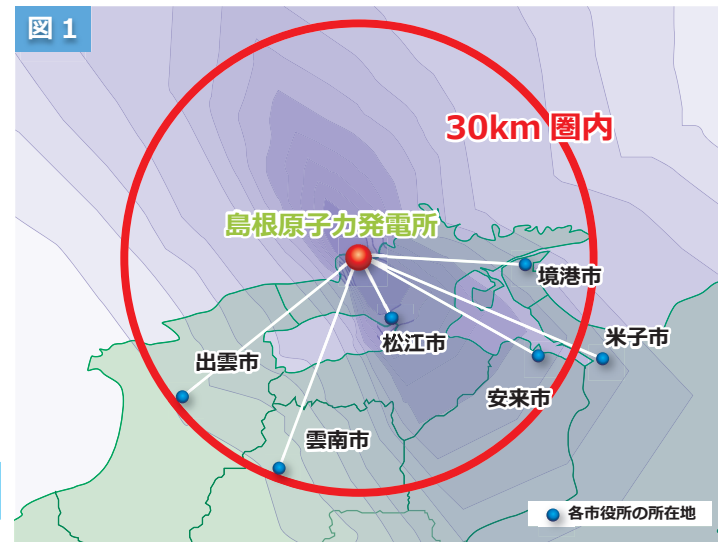 図 1
30km 圏内
島根原子力発電所
境港市
松江市
米子市
出雲市
安来市
雲南市
各市役所の所在地